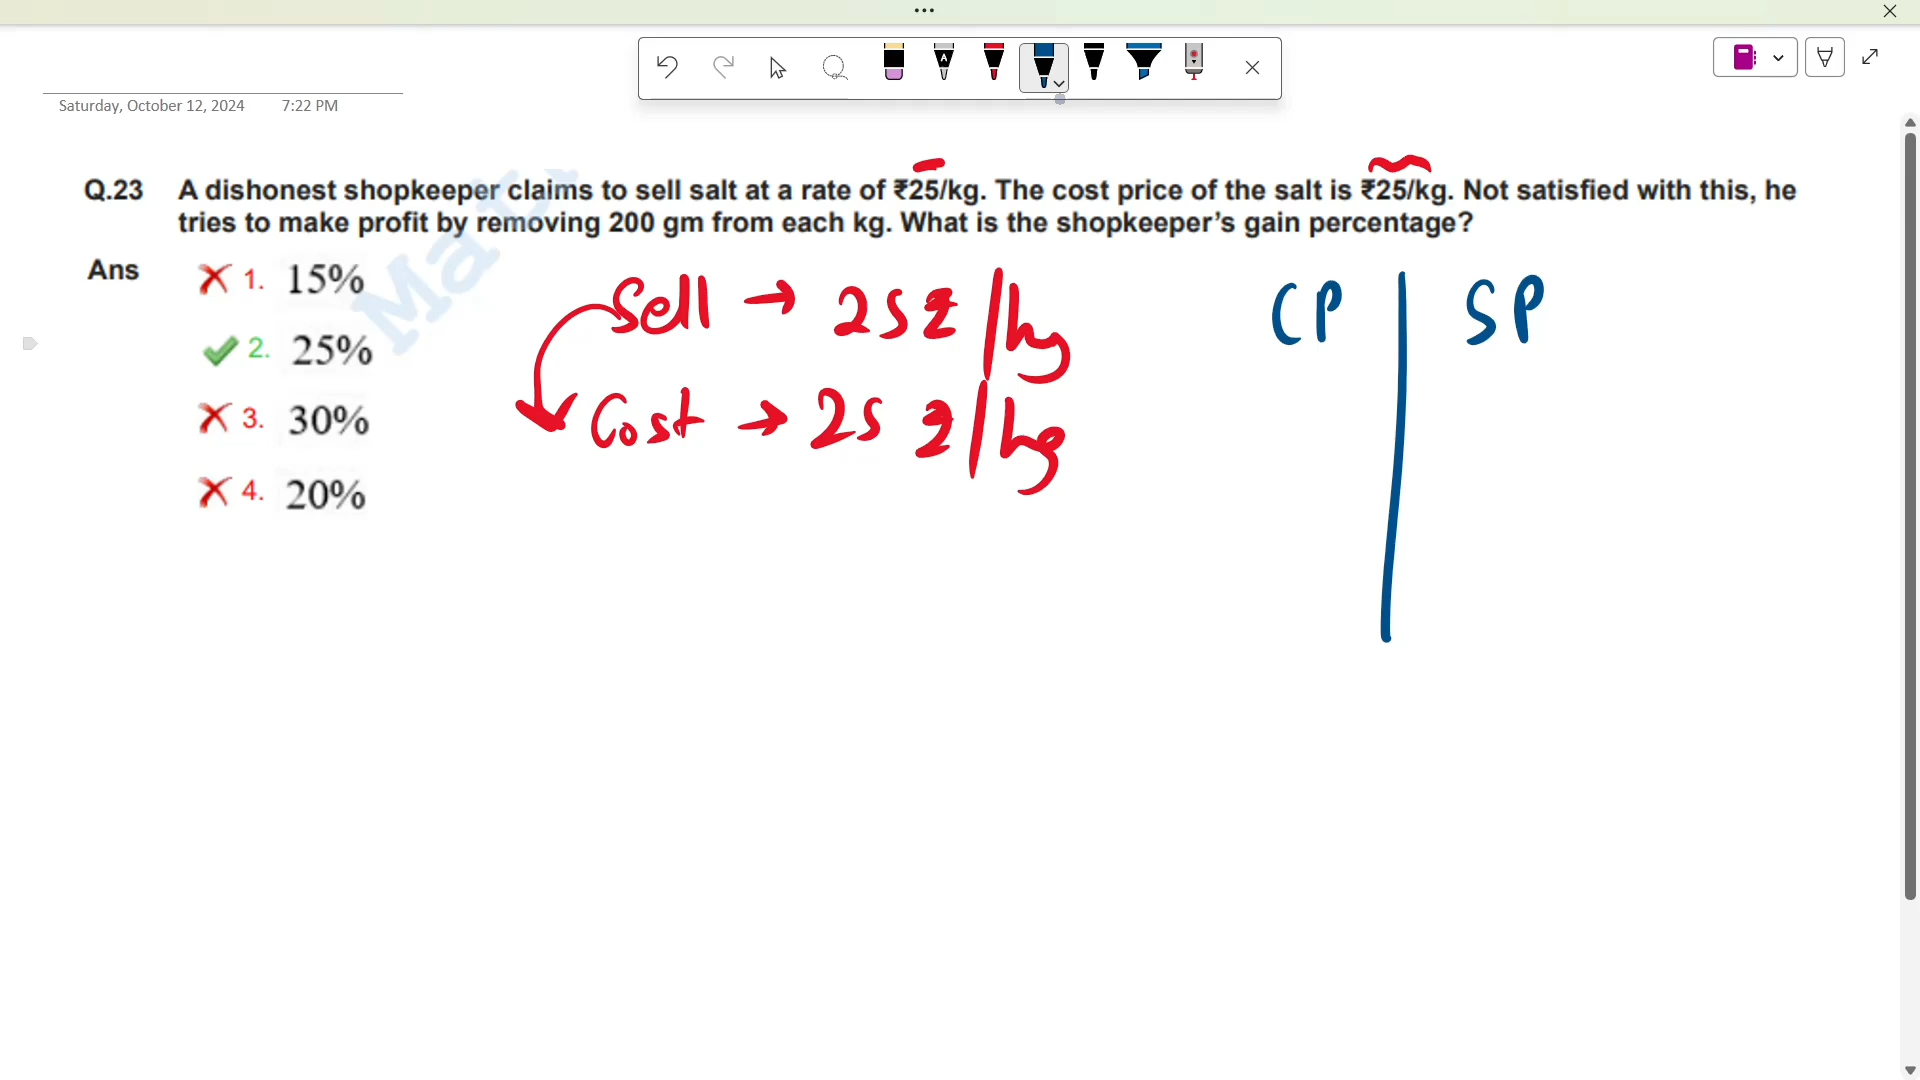 Saturday, October 12, 2024 7:22 PM
Q.23 A dishonest shopkeeper claims to sell salt at a rate of ₹25/kg. The cost price of the salt is ₹25/kg. Not satisfied with this, he
tries to make profit by removing 200 gm from each kg. What is the shopkeeper's gain percentage?
Ans
1. 15%
2. 25%
3. 30%
4. 20%
Sell → 25 ₹/kg
Cost → 25 ₹/kg
CP | SP